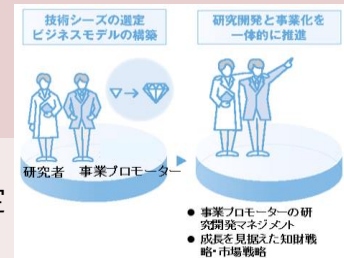 技術シーズの選定
ビジネスモデルの構築
研究開発と事業化を
一体的に推進
▽→
研究者 事業プロモーター
定
● 事業プロモーターの研
究開発マネジメント
● 成長を見据えた知財戦
略・市場戦略